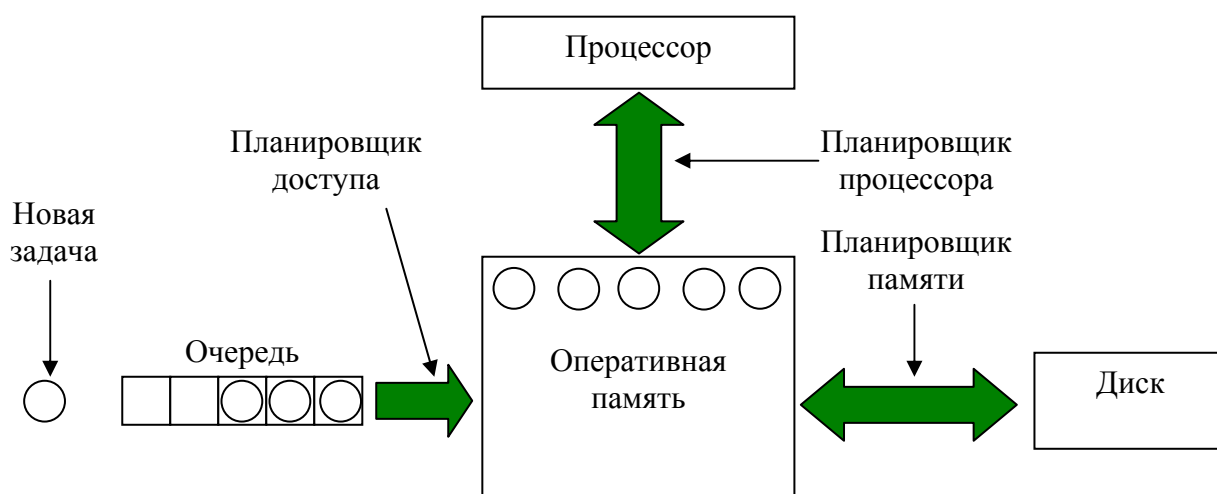 Процессор
Планировщик
доступа
Планировщик
процессора
Новая
задача
Планировщик
памяти
Очередь
Оперативная
память
Диск